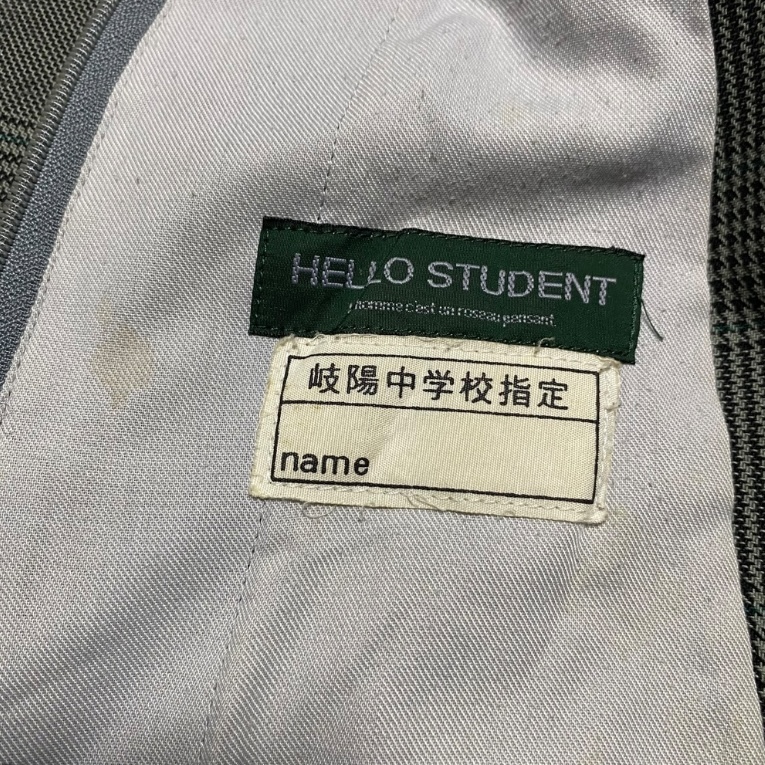 HELLO STUDENT
l'homme c'est un roseau pensant.
岐陽中学校指定
name